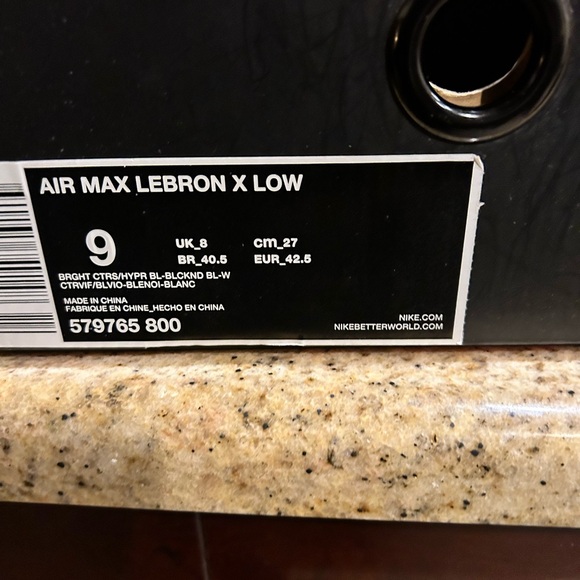 AIR MAX LEBRON X LOW
9
UK_8 Cm_27
BR_40.5 EUR_42.5
BRGHT CTRS/HYPR BL-BLCKND BL-W
CTRVIF/BLVIO-BLENOI-BLANC
MADE IN CHINA
FABRIQUE EN CHINE_HECHO EN CHINA
579765 800
NIKE.COM
NIKEBETTERWORLD.COM